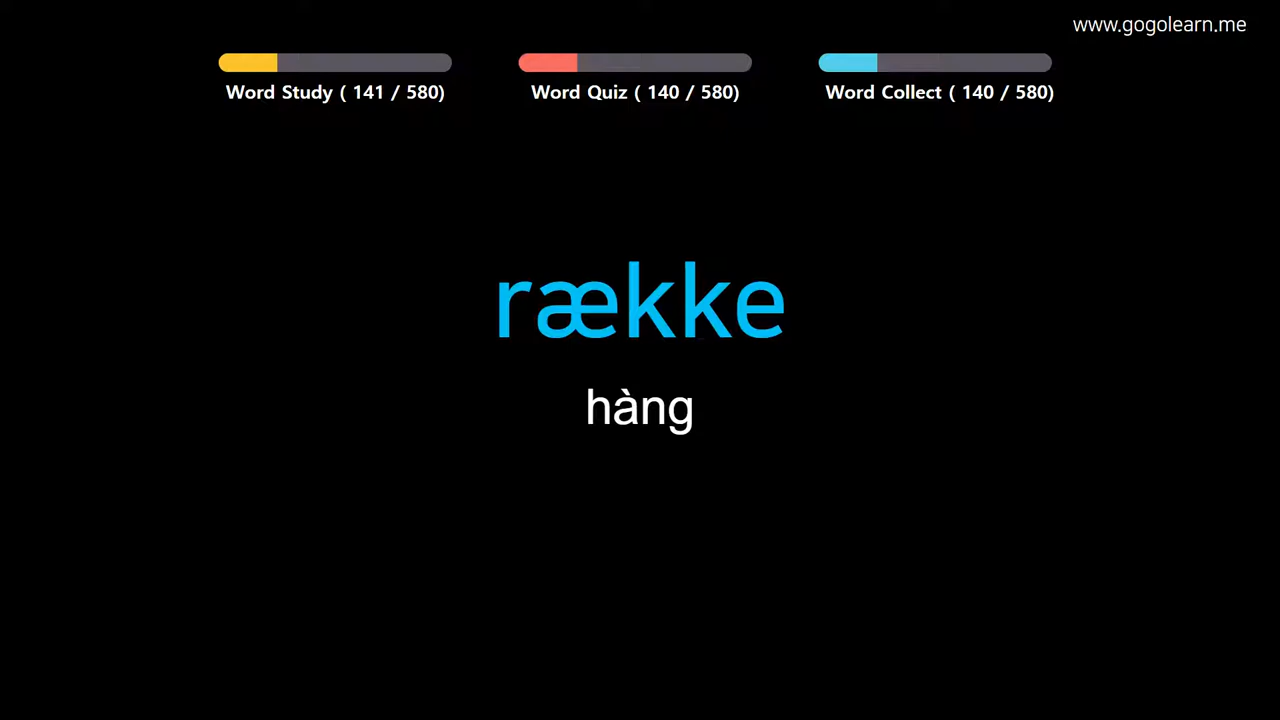 www.gogolearn.me
Word Study ( 141 / 580)
Word Quiz ( 140 / 580)
Word Collect ( 140 / 580)
række
hàng